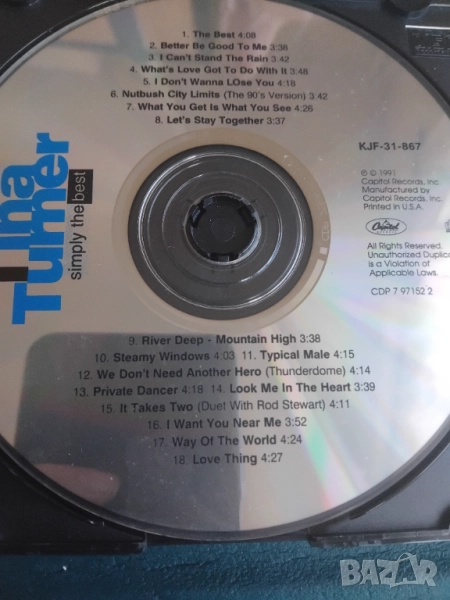 1. The Best 4:08
2. Better Be Good To Me 3:38
3. I Can't Stand The Rain 3.42
4. What's Love Got To Do With It 3:48
5. I Don't Wanna LOse You 4:18
6. Nutbush City Limits (The 90's Version) 3:42
7. What You Get Is What You See 4:26
8. Let's Stay Together 3:37
KJF-31-867
℗ © 1991
Capitol Records, Inc.
Manufactured by
Capitol Records, Inc.
Printed in U.S.A.
Capitol
All Rights Reserved.
Unauthorized Duplic
is a Violation of
Applicable Laws.
CDP 7 97152 2
Tina
Turner
simply the best
9. River Deep - Mountain High 3:38
10. Steamy Windows 4:03 11. Typical Male 4:15
12. We Don't Need Another Hero (Thunderdome) 4:14
13. Private Dancer 4:18 14. Look Me In The Heart 3:39
15. It Takes Two (Duet With Rod Stewart) 4:11
16. I Want You Near Me 3:52
17. Way Of The World 4:24
18. Love Thing 4:27
BAZAR